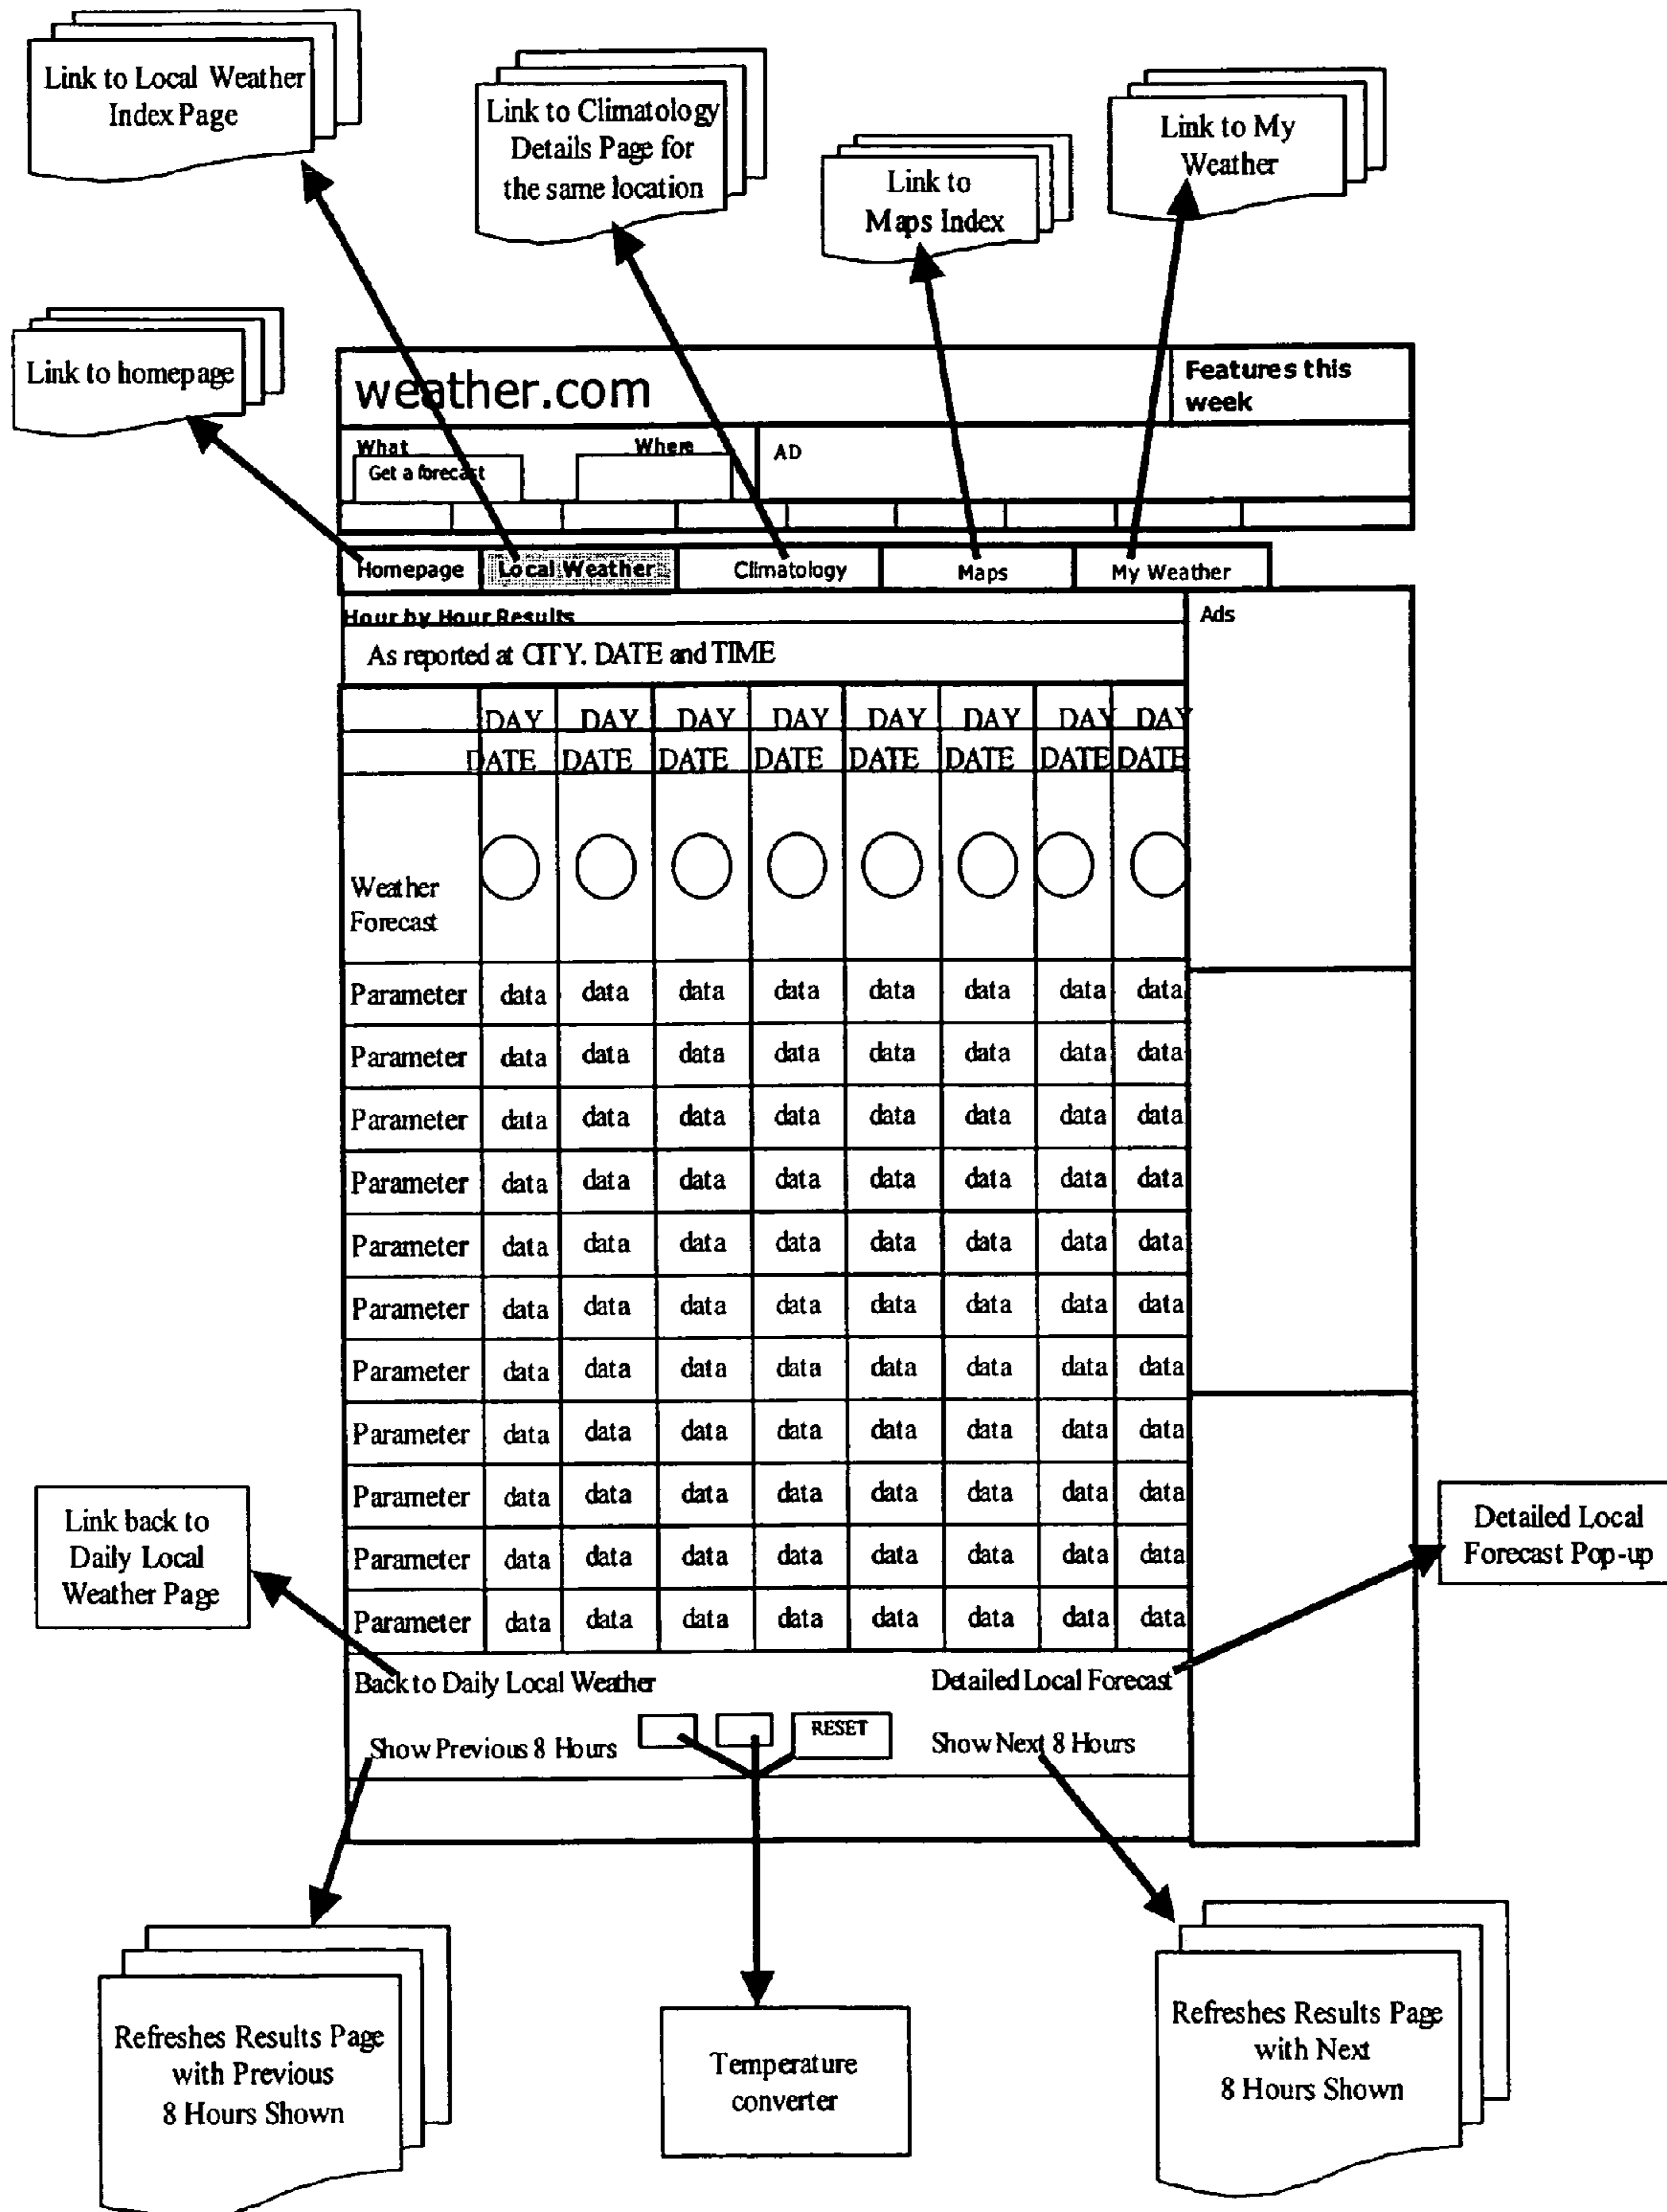 Link to Local Weather
Index Page
Link to Climatology
Details Page for
the same location
Link to
Maps Index
Link to My
Weather
Link to homepage
weather.com
Features this
week
What
Where
AD
Get a forecast
Homepage
Local Weather
Climatology
Maps
My Weather
Hour by Hour Results
Ads
As reported at CITY. DATE and TIME
DAY DAY DAY DAY DAY DAY DAY DAY
DATE DATE DATE DATE DATE DATE DATE DATE
Weather
Forecast
Parameter data data data data data data data data
Parameter data data data data data data data data
Parameter data data data data data data data data
Parameter data data data data data data data data
Parameter data data data data data data data data
Parameter data data data data data data data data
Parameter data data data data data data data data
Parameter data data data data data data data data
Parameter data data data data data data data data
Parameter data data data data data data data data
Parameter data data data data data data data data
Link back to
Daily Local
Weather Page
Detailed Local
Forecast Pop-up
Back to Daily Local Weather
Detailed Local Forecast
Show Previous 8 Hours
RESET
Show Next 8 Hours
Refreshes Results Page
with Previous
8 Hours Shown
Temperature
converter
Refreshes Results Page
with Next
8 Hours Shown